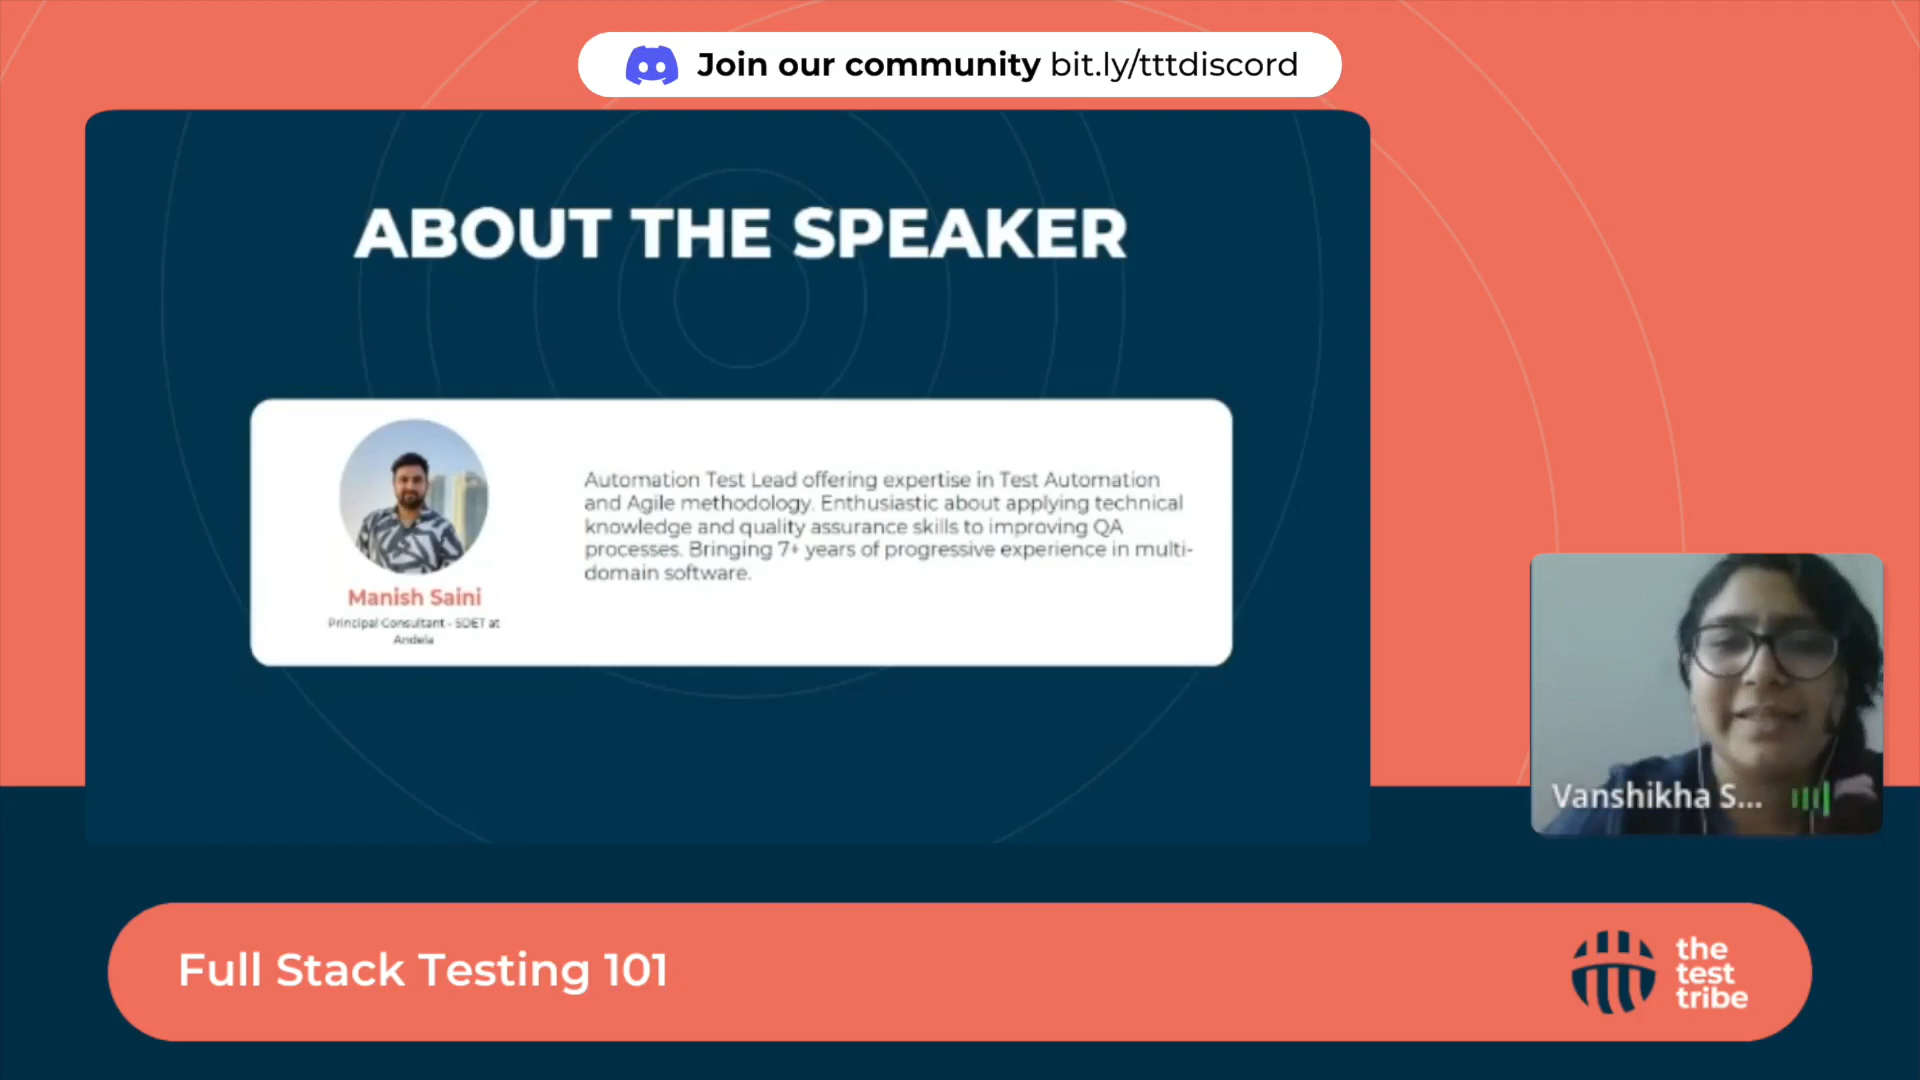 Join our community bit.ly/tttdiscord
ABOUT THE SPEAKER
Automation Test Lead offering expertise in Test Automation
and Agile methodology. Enthusiastic about applying technical
knowledge and quality assurance skills to improving QA
processes. Bringing 7+ years of progressive experience in multi-
domain software.
Manish Saini
Principal Consultant - SDET at
Andela
Vanshikha S...
Full Stack Testing 101
the
test
tribe